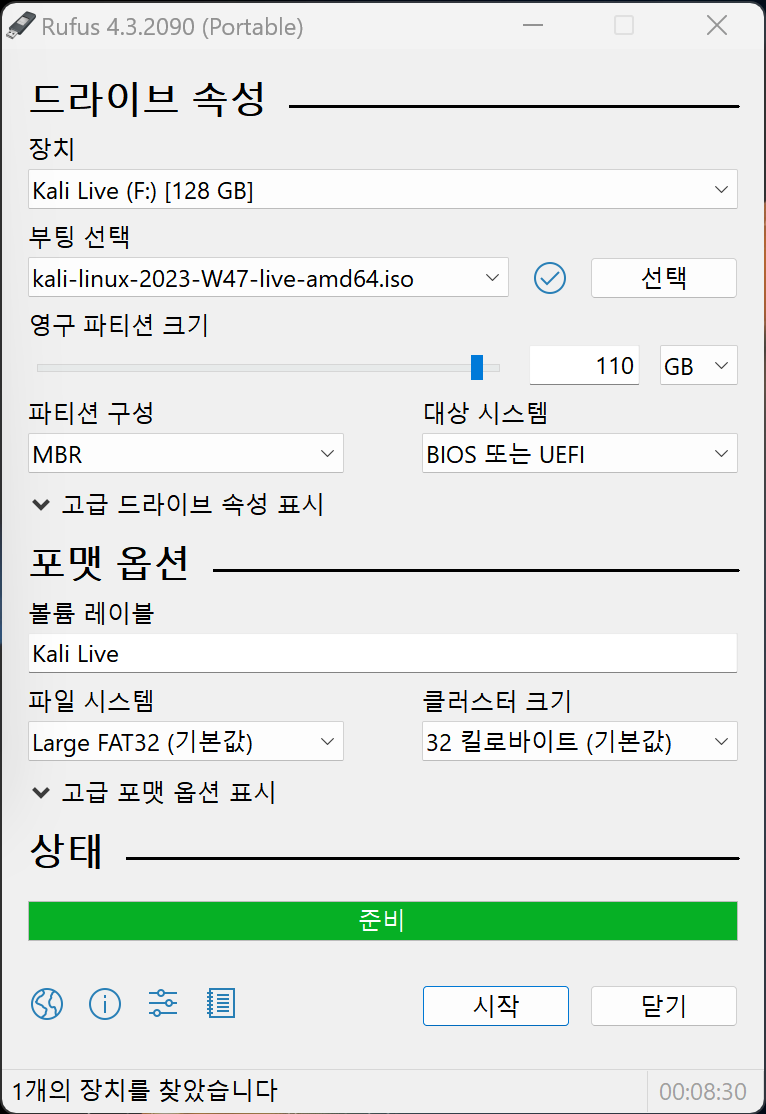 Rufus 4.3.2090 (Portable)
드라이브 속성
장치
Kali Live (F:) [128 GB]
부팅 선택
kali-linux-2023-W47-live-amd64.iso 선택
영구 파티션 크기
110 GB
파티션 구성 대상 시스템
MBR BIOS 또는 UEFI
고급 드라이브 속성 표시
포맷 옵션
볼륨 레이블
Kali Live
파일 시스템 클러스터 크기
Large FAT32 (기본값) 32 킬로바이트 (기본값)
고급 포맷 옵션 표시
상태
준비
시작 닫기
1개의 장치를 찾았습니다 00:08:30